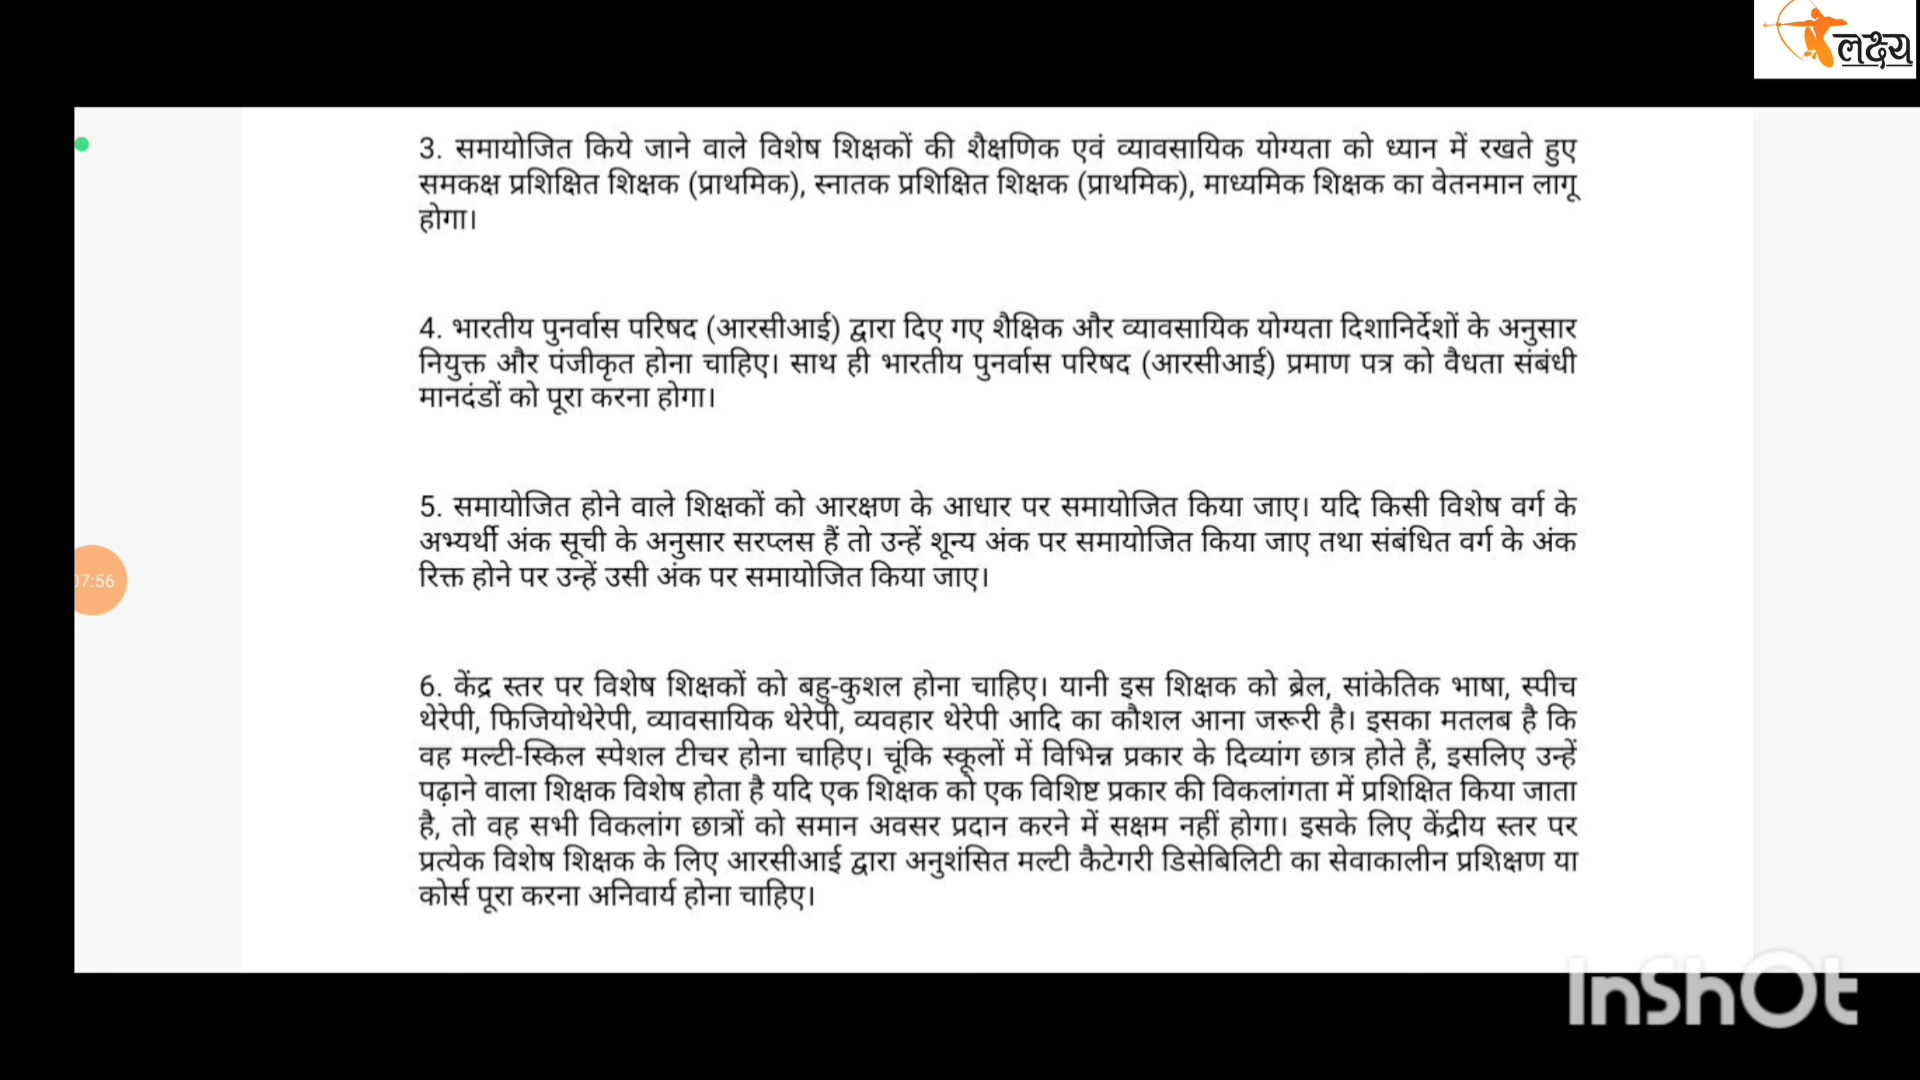 लक्ष्य
3. समायोजित किये जाने वाले विशेष शिक्षकों की शैक्षणिक एवं व्यावसायिक योग्यता को ध्यान में रखते हुए
समकक्ष प्रशिक्षित शिक्षक (प्राथमिक), स्नातक प्रशिक्षित शिक्षक (प्राथमिक), माध्यमिक शिक्षक का वेतनमान लागू
होगा।
4. भारतीय पुनर्वास परिषद (आरसीआई) द्वारा दिए गए शैक्षिक और व्यावसायिक योग्यता दिशानिर्देशों के अनुसार
नियुक्त और पंजीकृत होना चाहिए। साथ ही भारतीय पुनर्वास परिषद (आरसीआई) प्रमाण पत्र को वैधता संबंधी
मानदंडों को पूरा करना होगा।
5. समायोजित होने वाले शिक्षकों को आरक्षण के आधार पर समायोजित किया जाए। यदि किसी विशेष वर्ग के
अभ्यर्थी अंक सूची के अनुसार सरप्लस हैं तो उन्हें शून्य अंक पर समायोजित किया जाए तथा संबंधित वर्ग के अंक
रिक्त होने पर उन्हें उसी अंक पर समायोजित किया जाए।
07:56
6. केंद्र स्तर पर विशेष शिक्षकों को बहु-कुशल होना चाहिए। यानी इस शिक्षक को ब्रेल, सांकेतिक भाषा, स्पीच
थेरेपी, फिजियोथेरेपी, व्यावसायिक थेरेपी, व्यवहार थेरेपी आदि का कौशल आना जरूरी है। इसका मतलब है कि
वह मल्टी-स्किल स्पेशल टीचर होना चाहिए। चूंकि स्कूलों में विभिन्न प्रकार के दिव्यांग छात्र होते हैं, इसलिए उन्हें
पढ़ाने वाला शिक्षक विशेष होता है यदि एक शिक्षक को एक विशिष्ट प्रकार की विकलांगता में प्रशिक्षित किया जाता
है, तो वह सभी विकलांग छात्रों को समान अवसर प्रदान करने में सक्षम नहीं होगा। इसके लिए केंद्रीय स्तर पर
प्रत्येक विशेष शिक्षक के लिए आरसीआई द्वारा अनुशंसित मल्टी कैटेगरी डिसेबिलिटी का सेवाकालीन प्रशिक्षण या
कोर्स पूरा करना अनिवार्य होना चाहिए।
InShOt